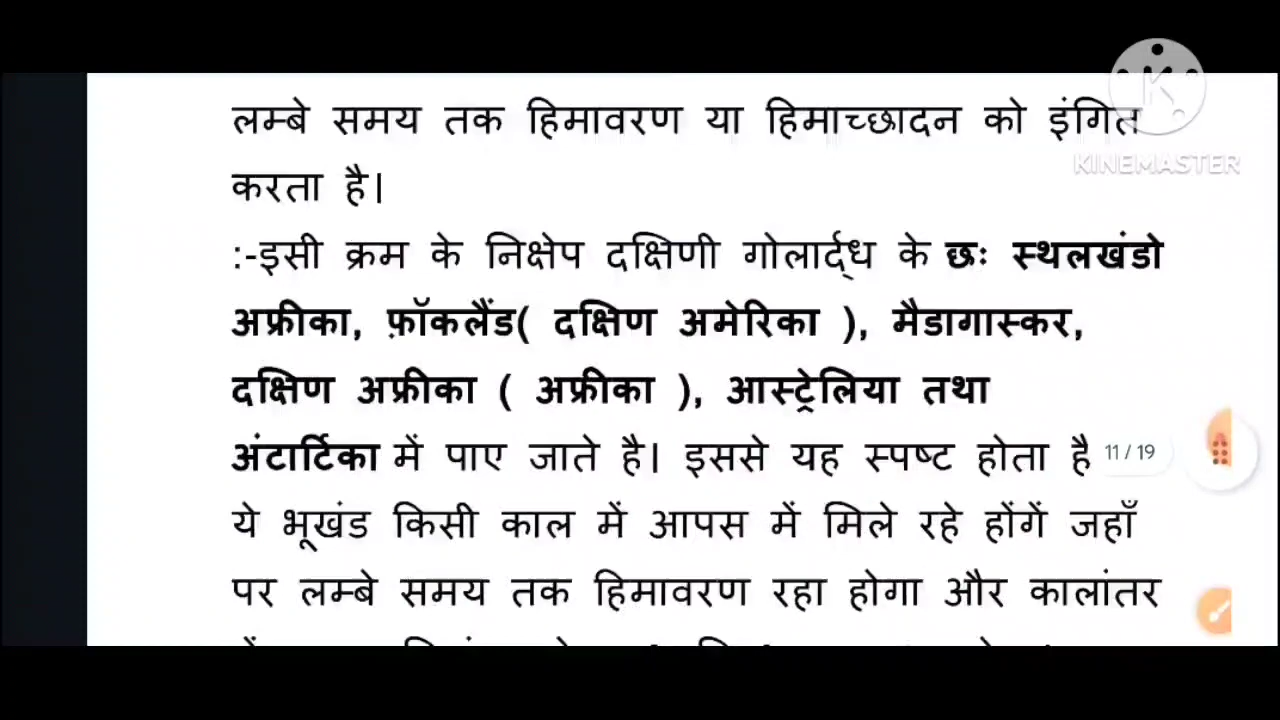 लम्बे समय तक हिमावरण या हिमाच्छादन को इंगित
KINEMASTER
करता है।
:-इसी क्रम के निक्षेप दक्षिणी गोलार्द्ध के छः स्थलखंडो
अफ्रीका, फ़ॉकलैंड( दक्षिण अमेरिका ), मैडागास्कर,
दक्षिण अफ्रीका ( अफ्रीका ), आस्ट्रेलिया तथा
अंटार्टिका में पाए जाते है। इससे यह स्पष्ट होता है
11 / 19
ये भूखंड किसी काल में आपस में मिले रहे होंगें जहाँ
पर लम्बे समय तक हिमावरण रहा होगा और कालांतर